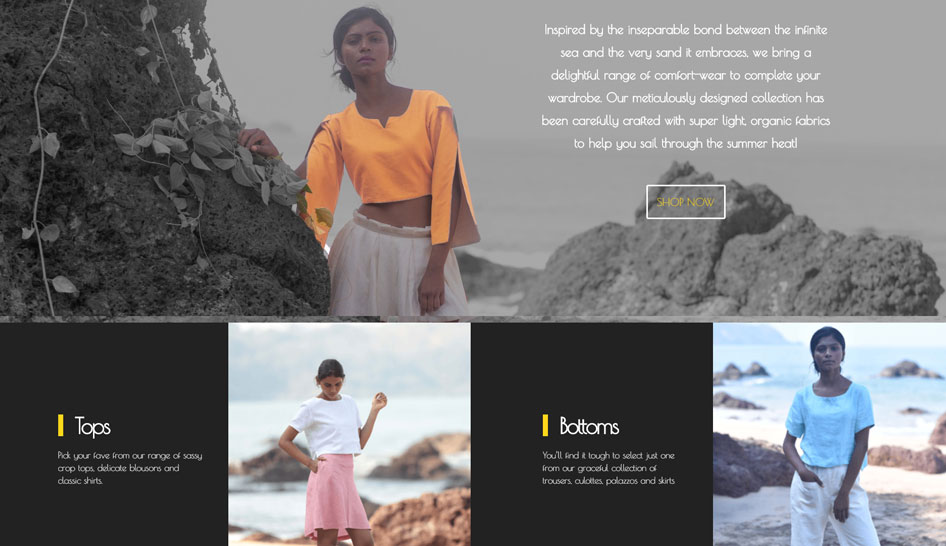 Inspired by the inseparable bond between the infinite
sea and the very sand it embraces, we bring a
delightful range of comfort-wear to complete your
wardrobe. Our meticulously designed collection has
been carefully crafted with super light, organic fabrics
to help you sail through the summer heat!
SHOP NOW
Tops
Pick your fave from our range of sassy
crop tops, delicate blousons and
classic shirts.
Bottoms
You'll find it tough to select just one
from our graceful collection of
trousers, culottes, palazzos and skirts